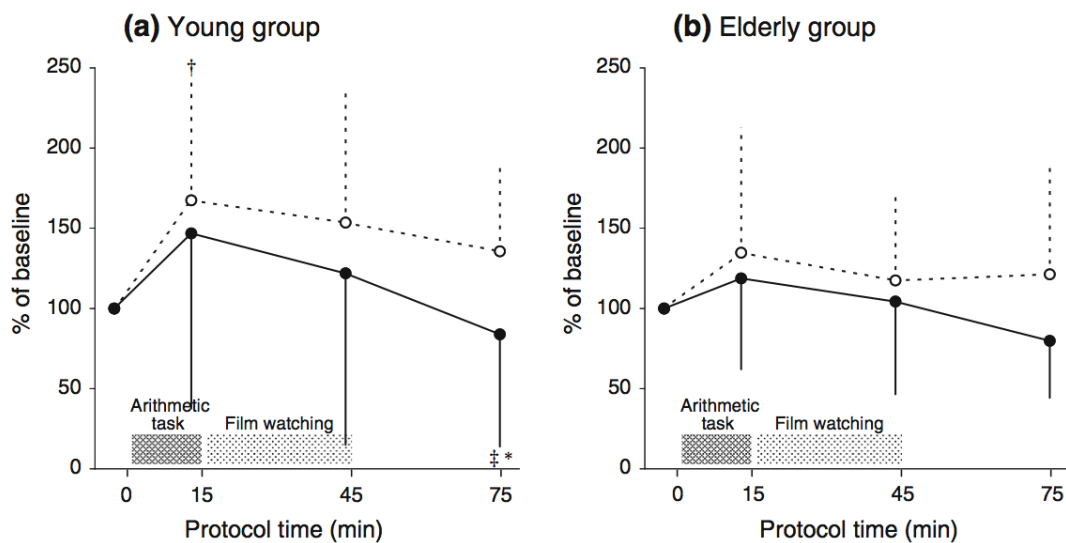 (a) Young group
% of baseline
250
200
150
100
50
0
†
Arithmetic
task
Film watching
‡ *
0 15 45 75
Protocol time (min)
(b) Elderly group
% of baseline
250
200
150
100
50
0
Arithmetic
task
Film watching
0 15 45 75
Protocol time (min)